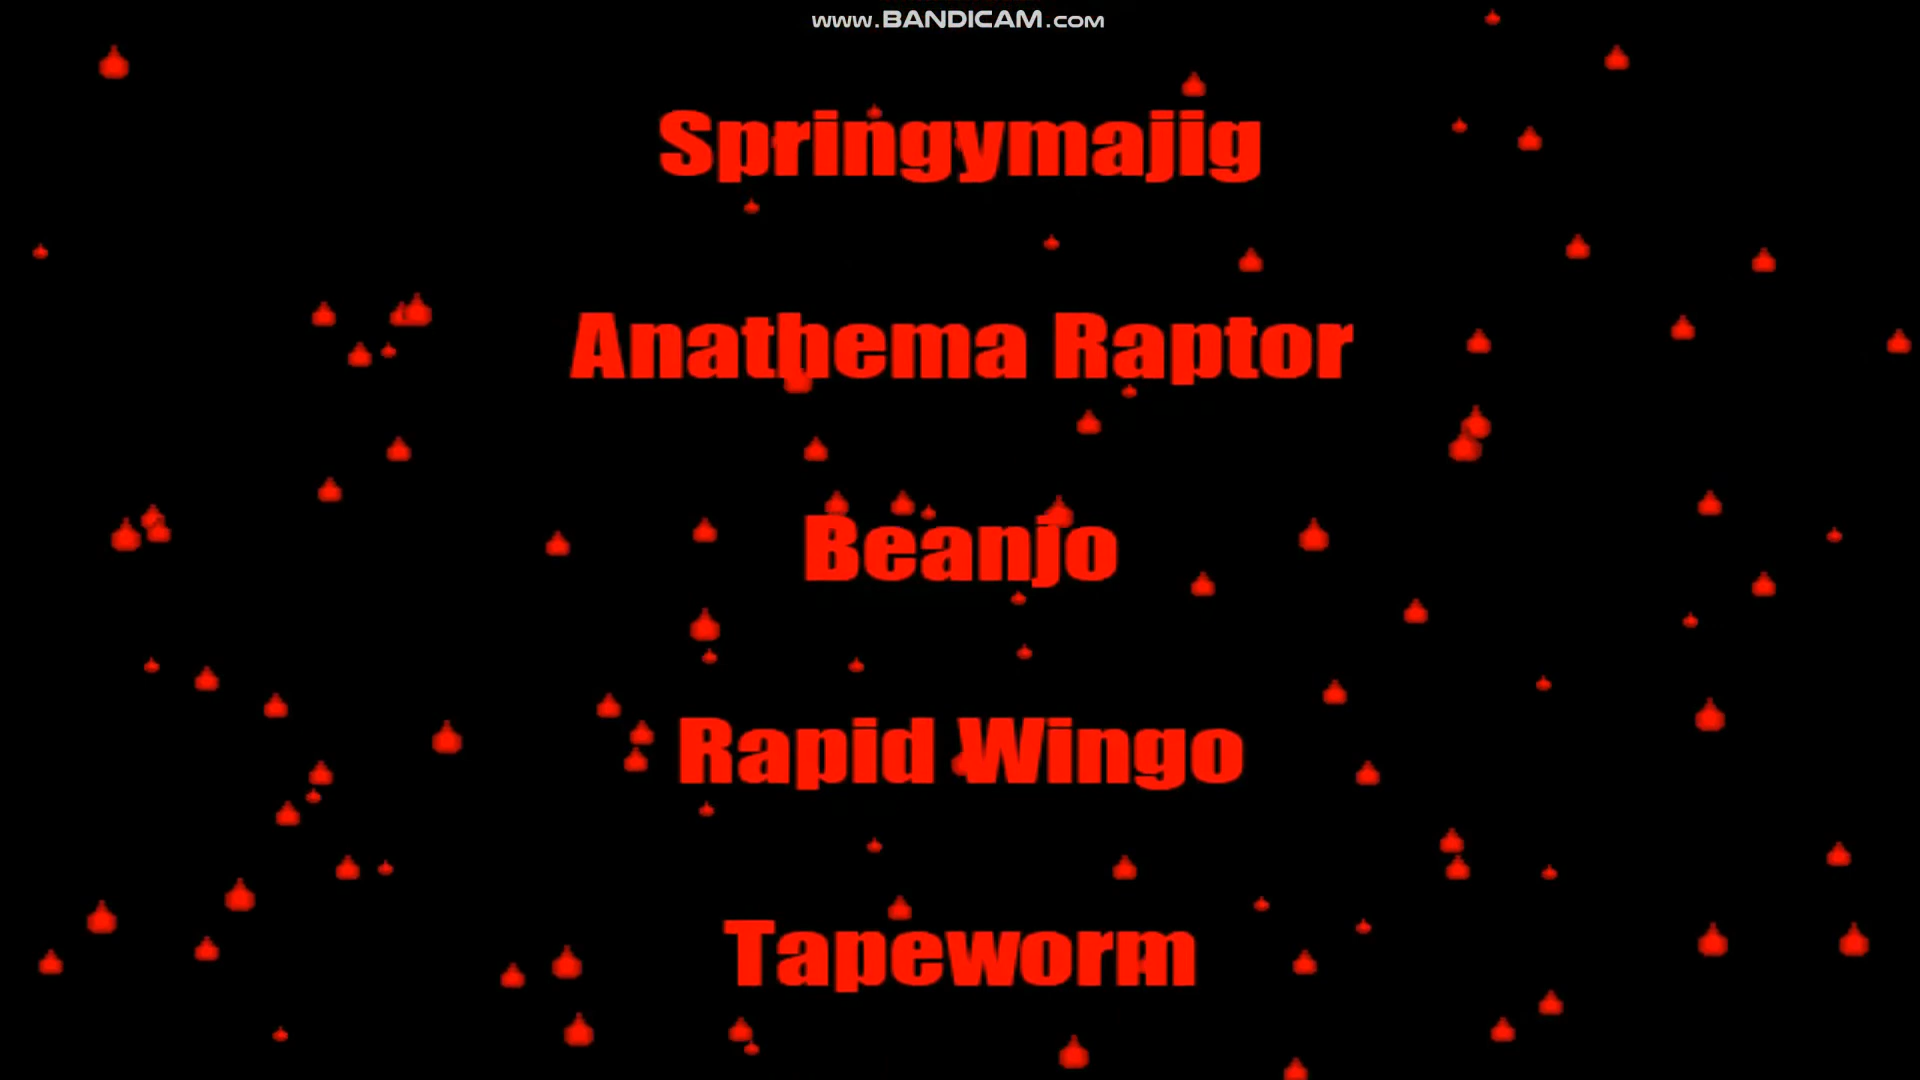 www.BANDICAM.com
Springymajig
Anathema Raptor
Beanjo
Rapid Wingo
Tapeworm